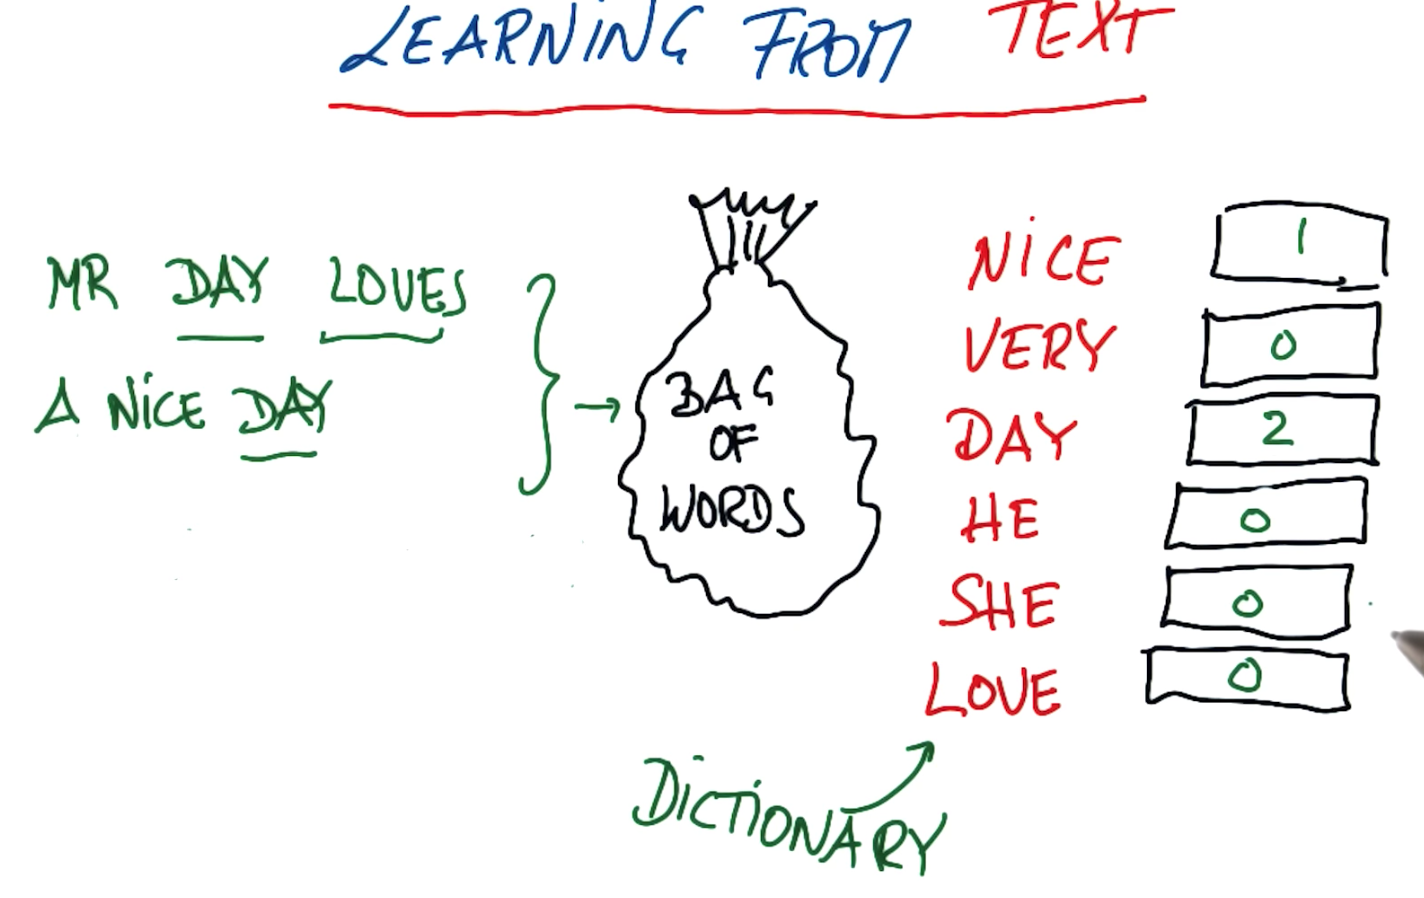 LEARNING FROM TEXT
MR DAY LOVES
A NICE DAY
BAG
OF
WORDS
NICE 1
VERY 0
DAY 2
HE 0
SHE 0
LOVE 0
DICTIONARY